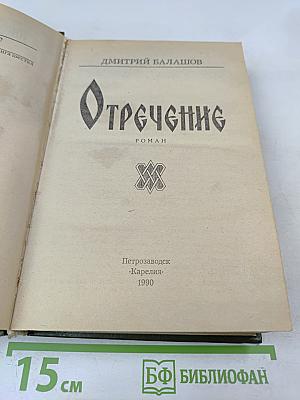 ДМИТРИЙ БАЛАШОВ
ОТРЕЧЕНИЕ
РОМАН
Петрозаводск
«Карелия»
1990
15 см
БФ БИБЛИОФАН